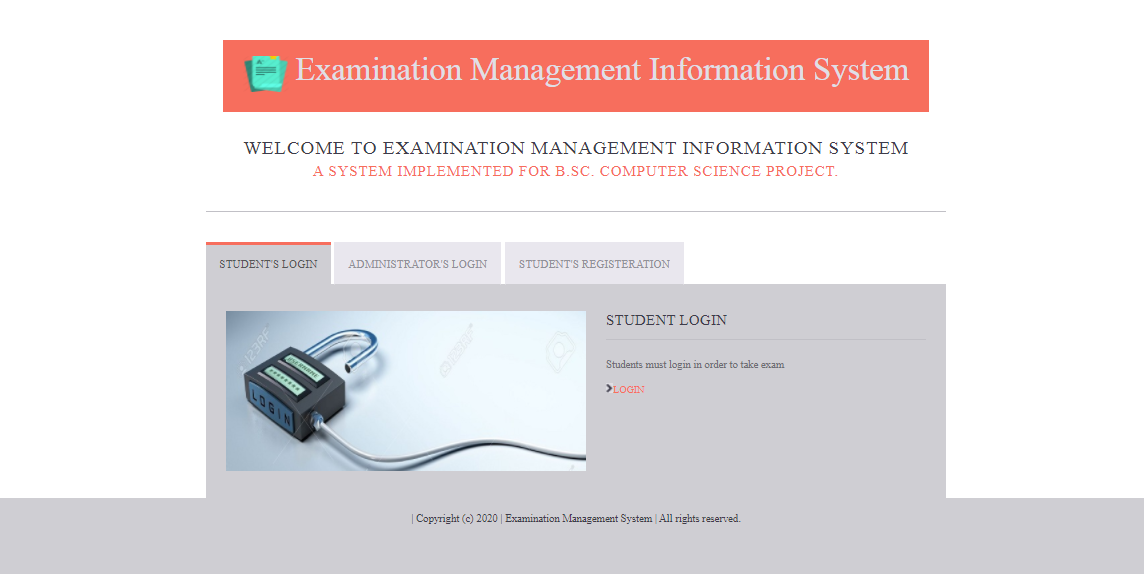 Examination Management Information System
WELCOME TO EXAMINATION MANAGEMENT INFORMATION SYSTEM
A SYSTEM IMPLEMENTED FOR B.SC. COMPUTER SCIENCE PROJECT.
STUDENT'S LOGIN
ADMINISTRATOR'S LOGIN
STUDENT'S REGISTERATION
123RF
USERNAME
********
LOGIN
STUDENT LOGIN
Students must login in order to take exam
LOGIN
| Copyright (c) 2020 | Examination Management System | All rights reserved.